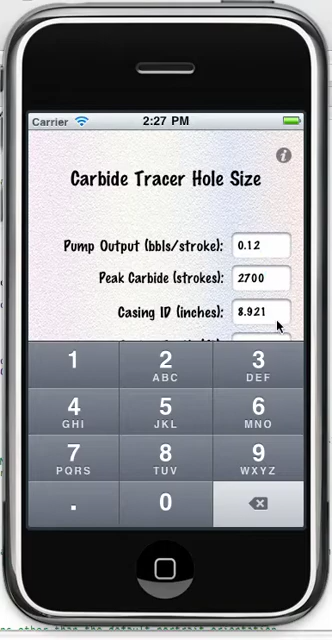 Carrier 2:27 PM
Carbide Tracer Hole Size
Pump Output (bbls/stroke): 0.12
Peak Carbide (strokes): 2700
Casing ID (inches): 8.921
1 2 3
ABC DEF
4 5 6
GHI JKL MNO
7 8 9
PQRS TUV WXYZ
. 0